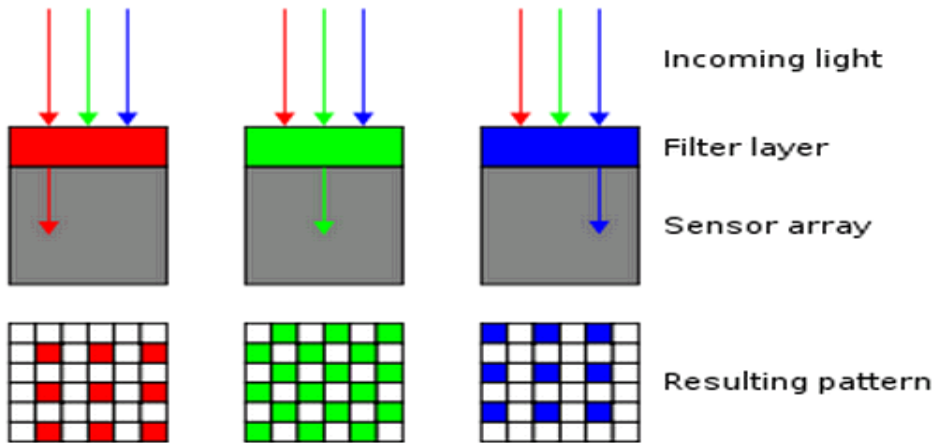 Incoming light
Filter layer
Sensor array
Resulting pattern